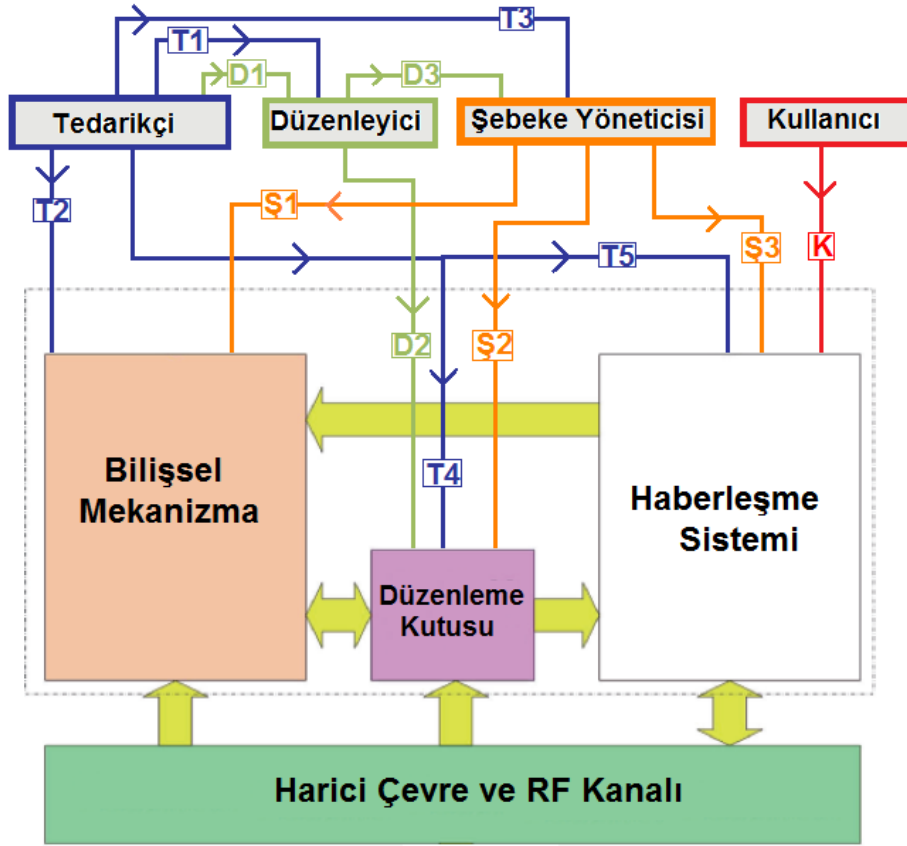 T3
T1
D1
D3
Tedarikçi
Düzenleyici
Şebeke Yöneticisi
Kullanıcı
T2
Ş1
T5
Ş3
K
D2
Ş2
Bilişsel
Mekanizma
T4
Haberleşme
Sistemi
Düzenleme
Kutusu
Harici Çevre ve RF Kanalı